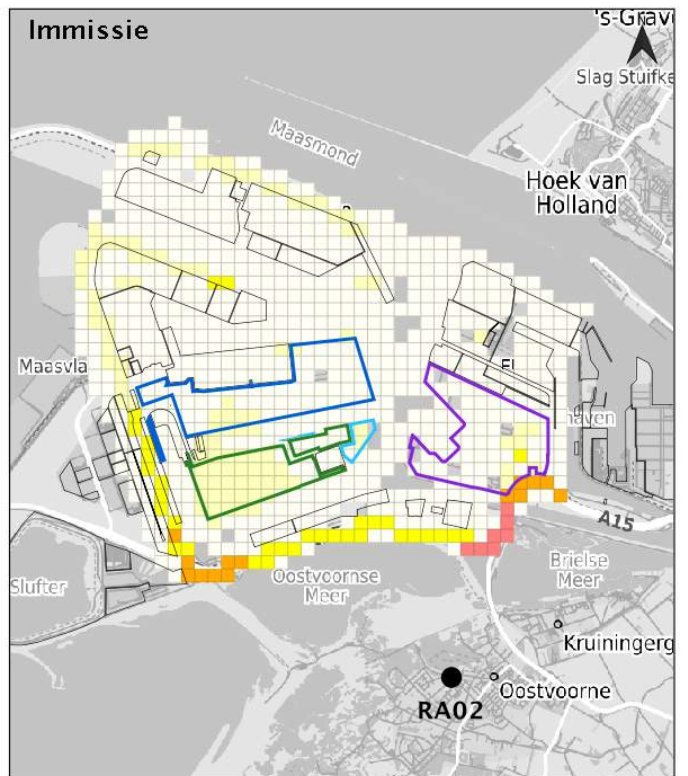 Immissie
's-Grave
Slag Stuifke
Maasmond
Hoek van
Holland
Maasvla
haven
A15
Slufter
Oostvoornse
Meer
Brielse
Meer
Kruiningerg
Oostvoorne
RA02